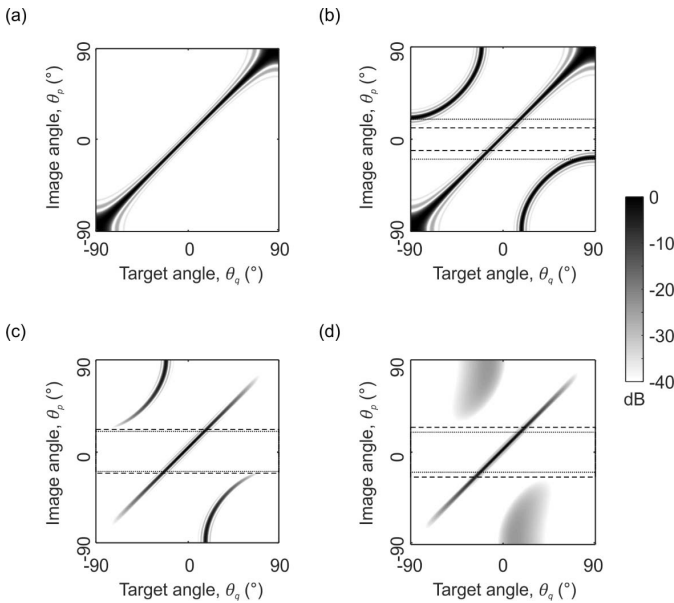 (a)
(b)
90
0
-90
Image angle, θp
-90
0
90
Target angle, θq (°)
90
0
-90
Image angle, θp (°)
-90
0
90
Target angle, θq (°)
0
-10
-20
-30
-40
dB
(c)
(d)
90
0
-90
Image angle, θp (°)
-90
0
90
Target angle, θq (°)
90
0
-90
Image angle, θp (°)
-90
0
90
Target angle, θq (°)